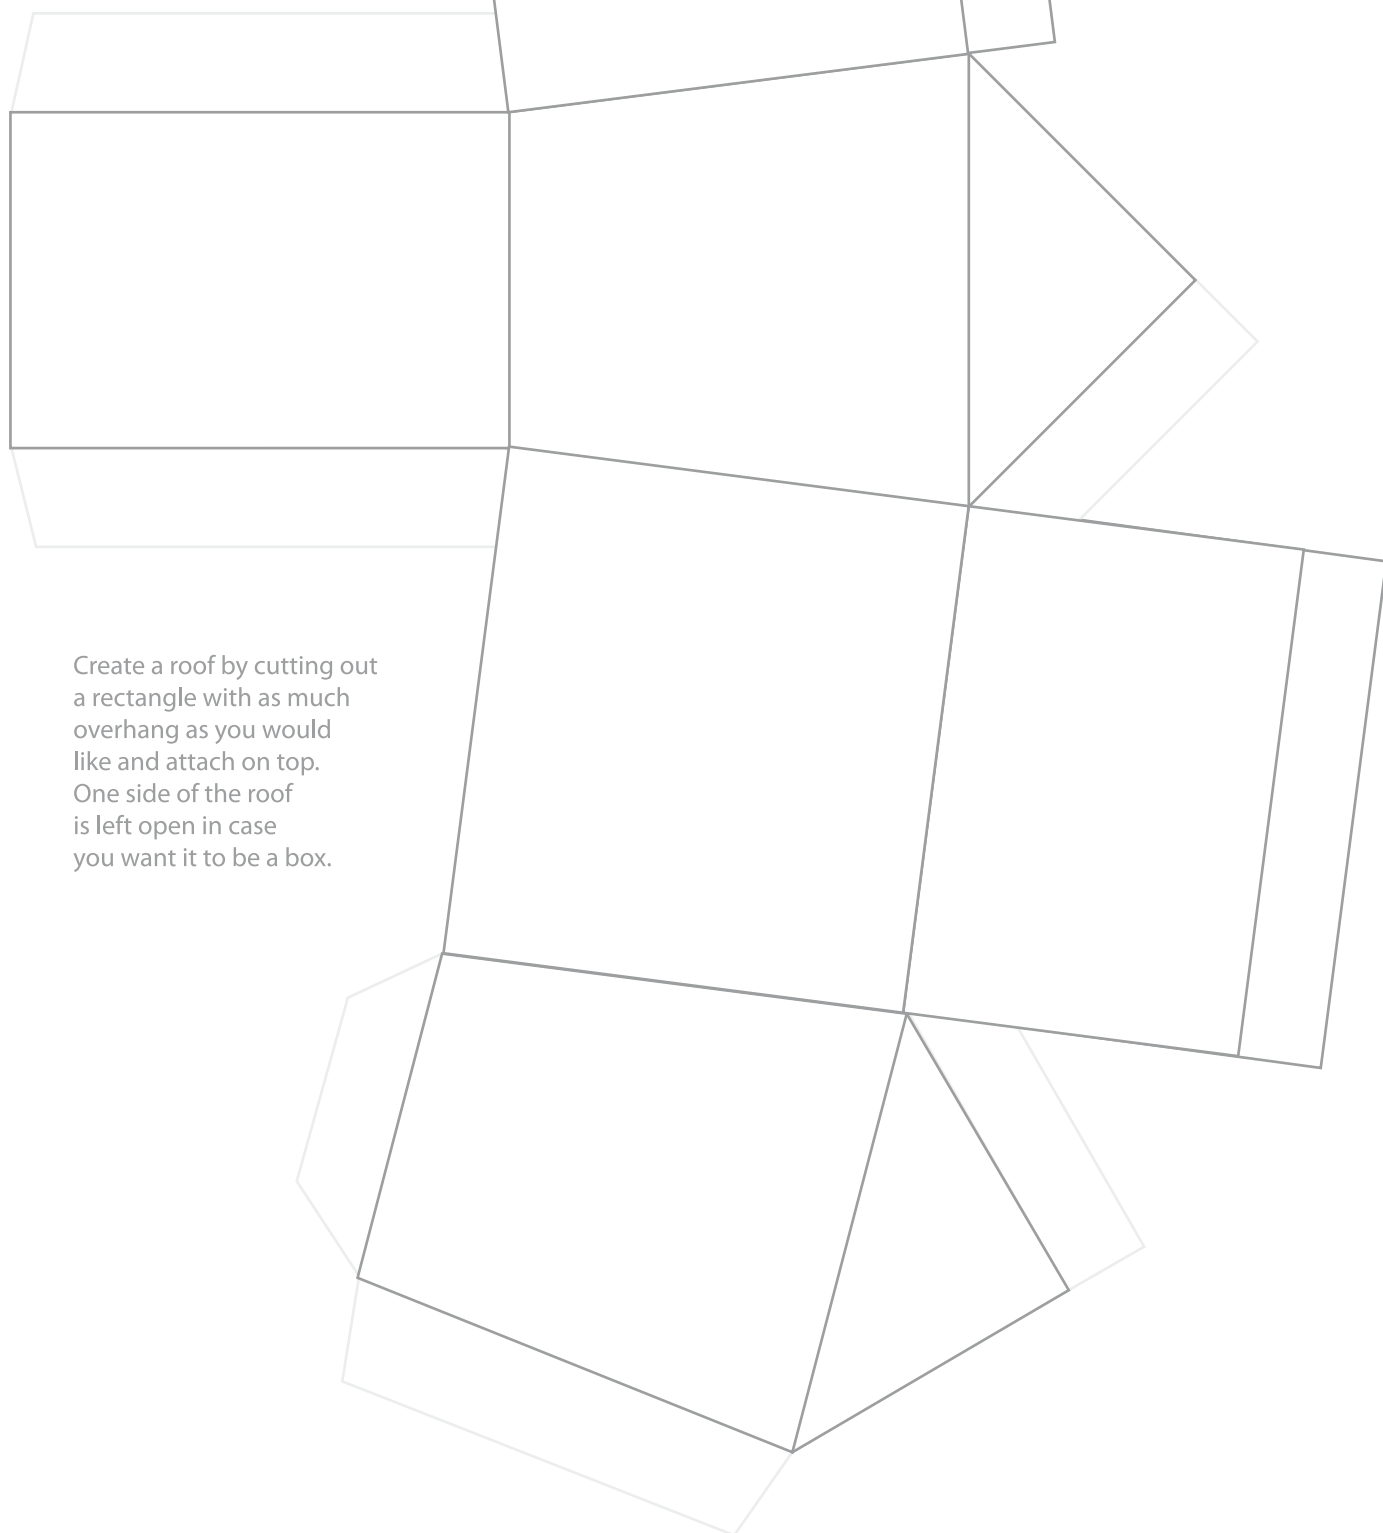 Create a roof by cutting out
a rectangle with as much
overhang as you would
like and attach on top.
One side of the roof
is left open in case
you want it to be a box.